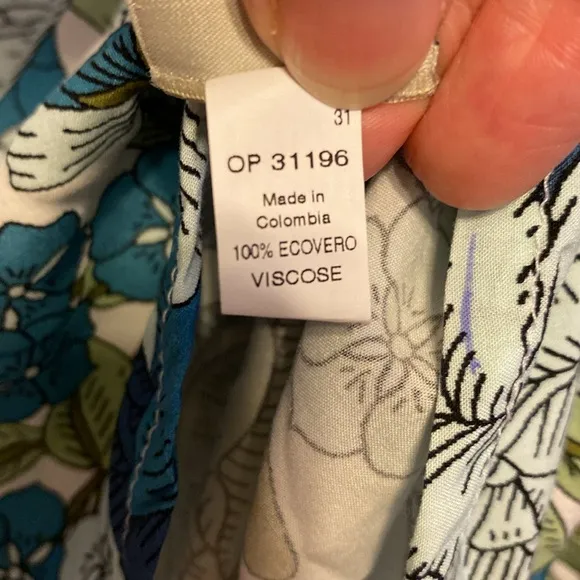 31
OP 31196
Made in
Colombia
100% ECOVERO
VISCOSE